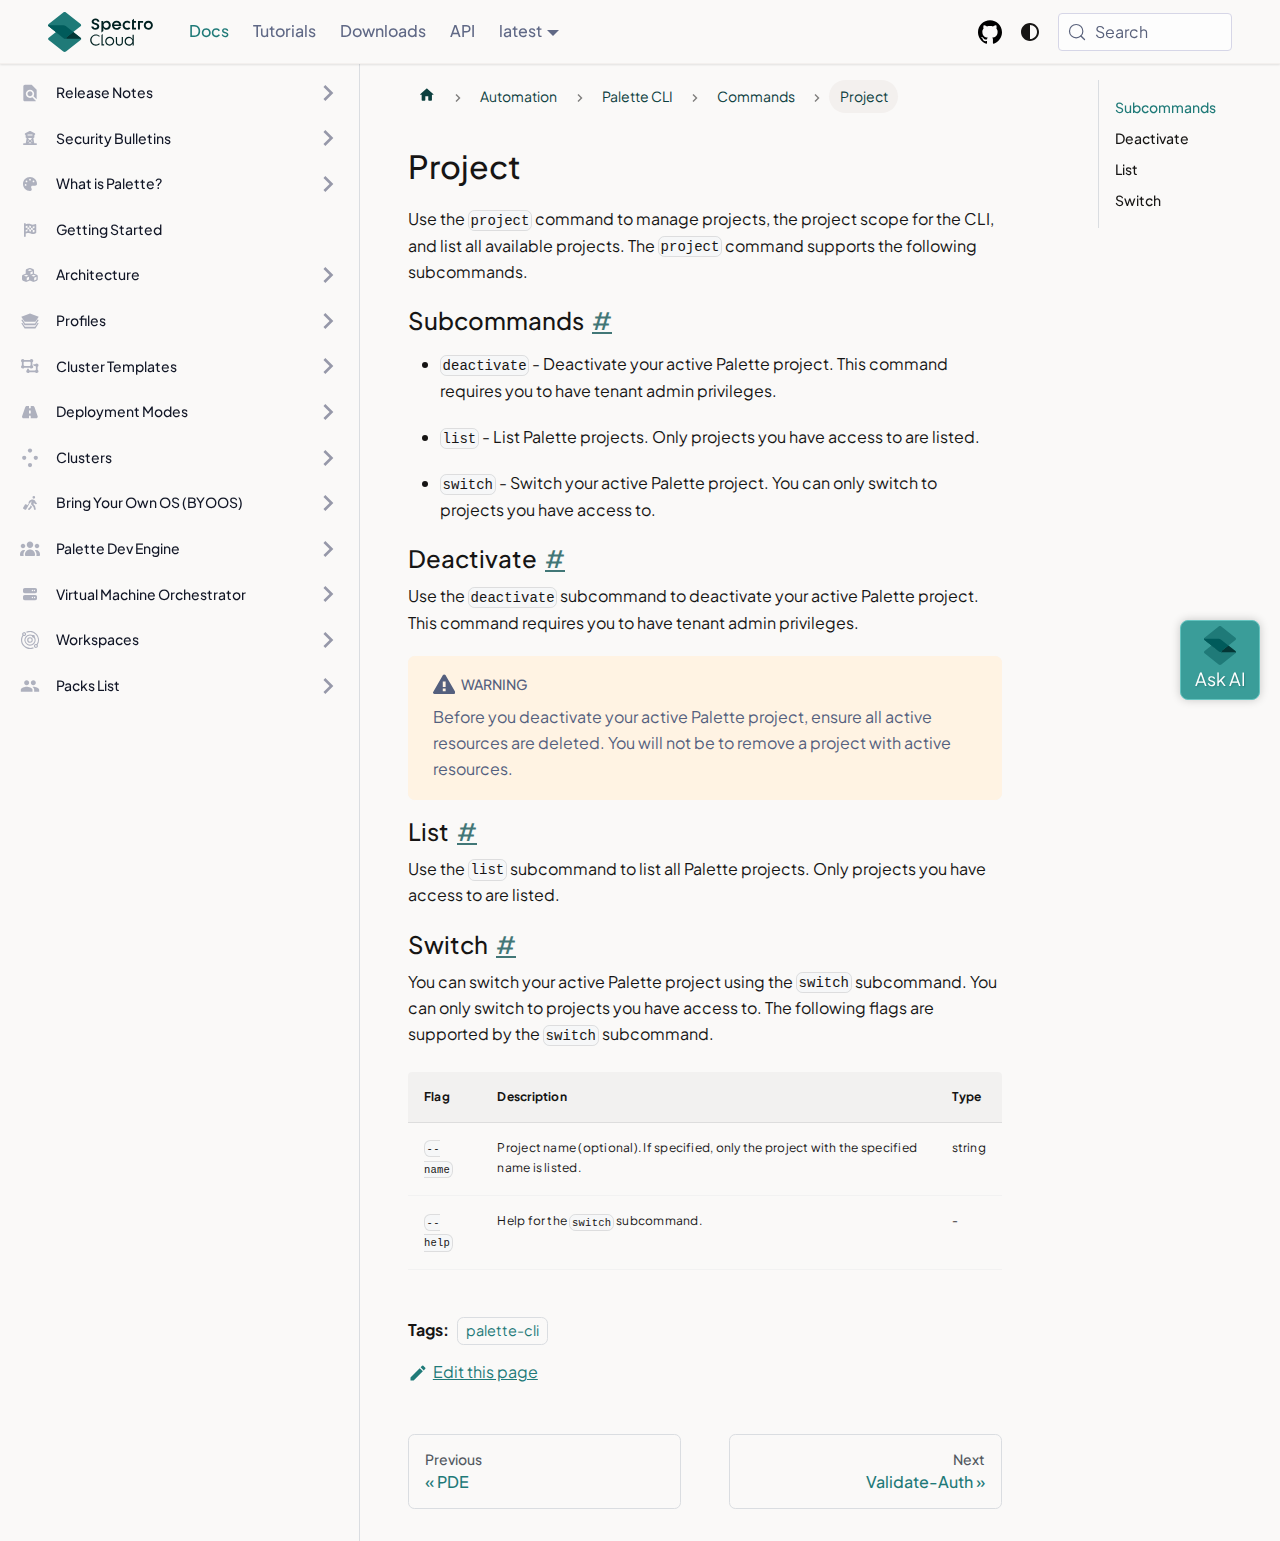 Spectro Cloud
Docs
Tutorials
Downloads
API
latest
Search
Release Notes
Security Bulletins
What is Palette?
Getting Started
Architecture
Profiles
Cluster Templates
Deployment Modes
Clusters
Bring Your Own OS (BYOOS)
Palette Dev Engine
Virtual Machine Orchestrator
Workspaces
Packs List
Automation
Palette CLI
Commands
Project
Project
Use the project command to manage projects, the project scope for the CLI,
and list all available projects. The project command supports the following
subcommands.
Subcommands #
deactivate - Deactivate your active Palette project. This command
requires you to have tenant admin privileges.
list - List Palette projects. Only projects you have access to are listed.
switch - Switch your active Palette project. You can only switch to
projects you have access to.
Deactivate #
Use the deactivate subcommand to deactivate your active Palette project.
This command requires you to have tenant admin privileges.
WARNING
Before you deactivate your active Palette project, ensure all active
resources are deleted. You will not be to remove a project with active
resources.
List #
Use the list subcommand to list all Palette projects. Only projects you have
access to are listed.
Switch #
You can switch your active Palette project using the switch subcommand. You
can only switch to projects you have access to. The following flags are
supported by the switch subcommand.
Flag Description Type
--
name
Project name (optional). If specified, only the project with the specified
name is listed.
string
--
help
Help for the switch subcommand.
-
Tags: palette-cli
Edit this page
Previous
« PDE
Next
Validate-Auth »
Subcommands
Deactivate
List
Switch
Ask AI